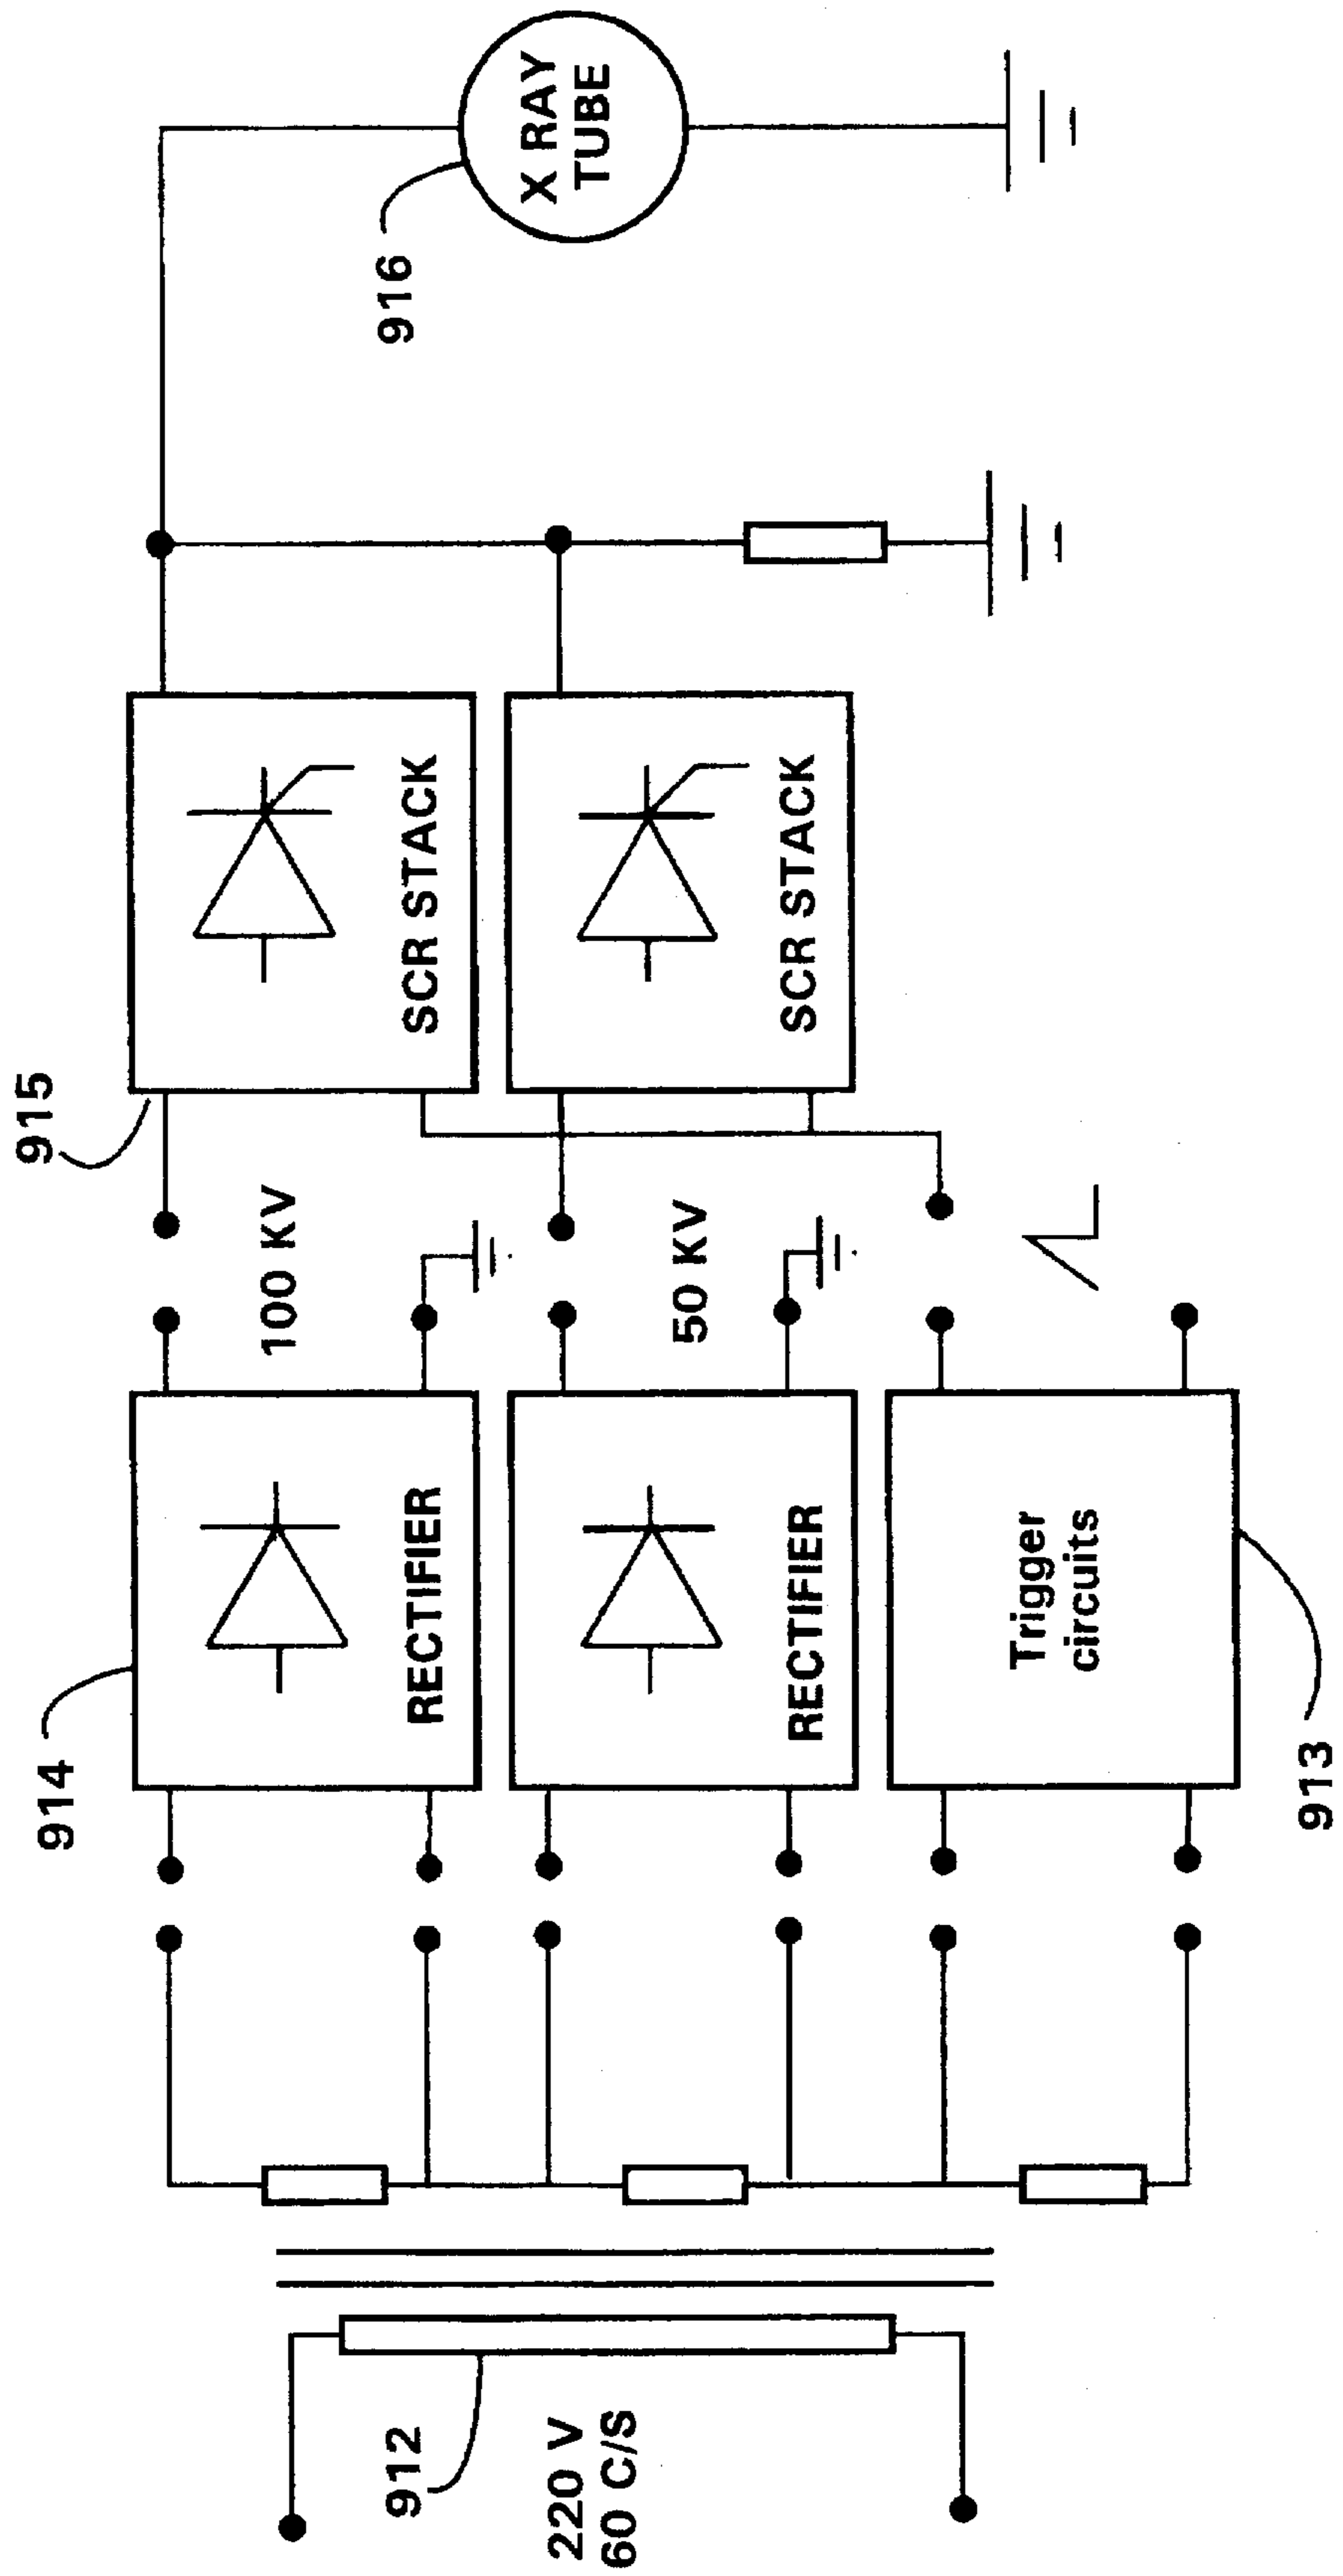 912
220 V
60 C/S
914
RECTIFIER
RECTIFIER
Trigger
circuits
913
100 KV
50 KV
915
SCR STACK
SCR STACK
916
X RAY
TUBE